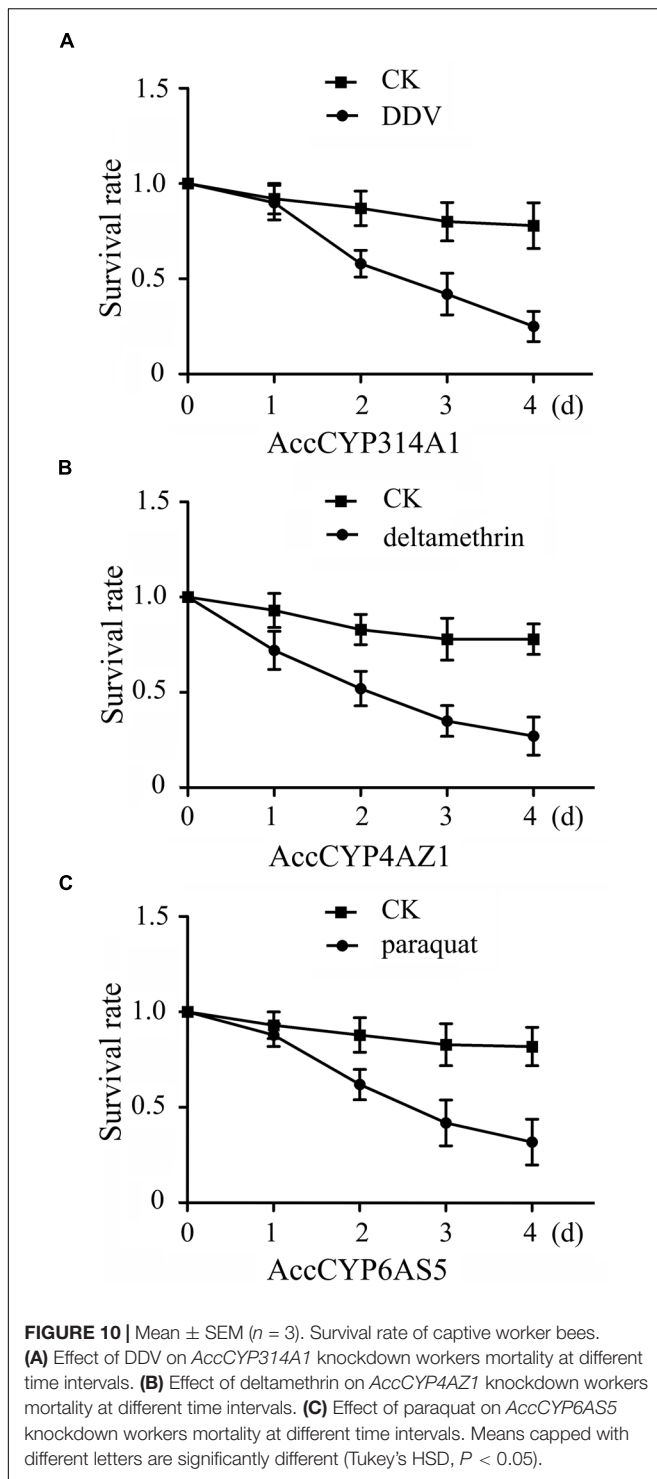 A
CK
DDV
1.5
1.0
0.5
0
Survival rate
0 1 2 3 4 (d)
AccCYP314A1
B
CK
deltamethrin
1.5
1.0
0.5
0
Survival rate
0 1 2 3 4 (d)
AccCYP4AZ1
C
CK
paraquat
1.5
1.0
0.5
0
Survival rate
0 1 2 3 4 (d)
AccCYP6AS5
FIGURE 10 | Mean ± SEM (n = 3). Survival rate of captive worker bees.
(A) Effect of DDV on AccCYP314A1 knockdown workers mortality at different
time intervals. (B) Effect of deltamethrin on AccCYP4AZ1 knockdown workers
mortality at different time intervals. (C) Effect of paraquat on AccCYP6AS5
knockdown workers mortality at different time intervals. Means capped with
different letters are significantly different (Tukey's HSD, P < 0.05).